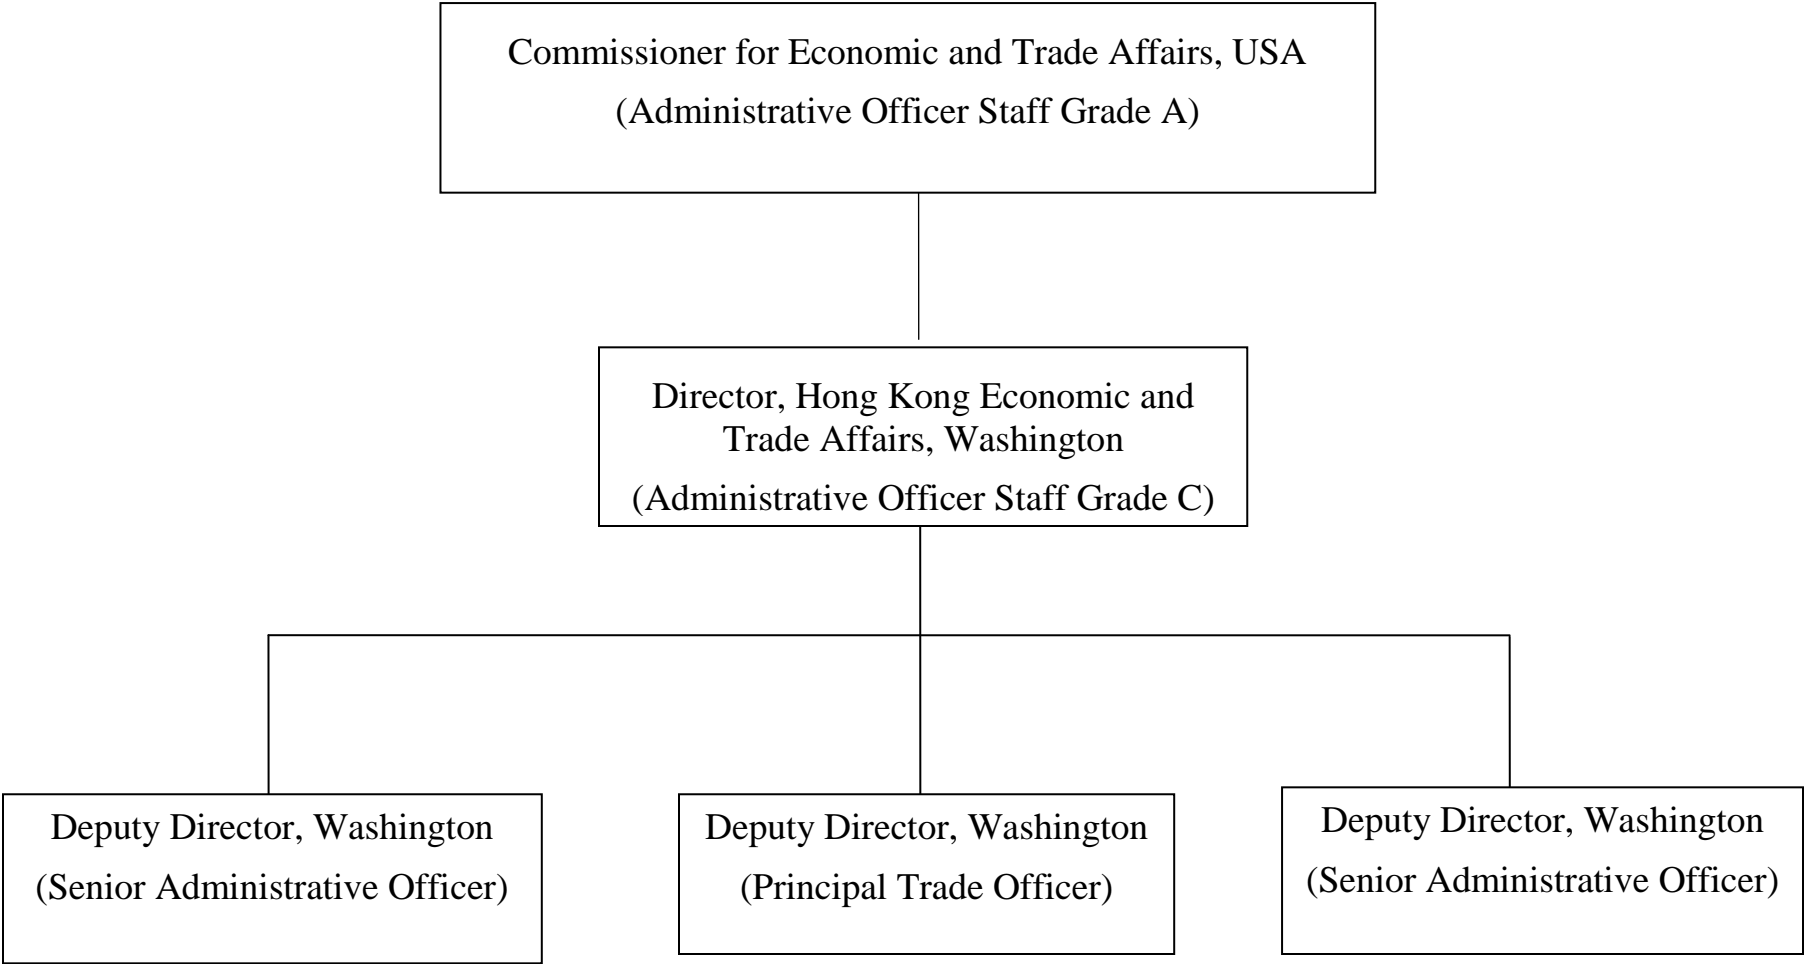 Commissioner for Economic and Trade Affairs, USA
(Administrative Officer Staff Grade A)
Director, Hong Kong Economic and
Trade Affairs, Washington
(Administrative Officer Staff Grade C)
Deputy Director, Washington
(Senior Administrative Officer)
Deputy Director, Washington
(Principal Trade Officer)
Deputy Director, Washington
(Senior Administrative Officer)